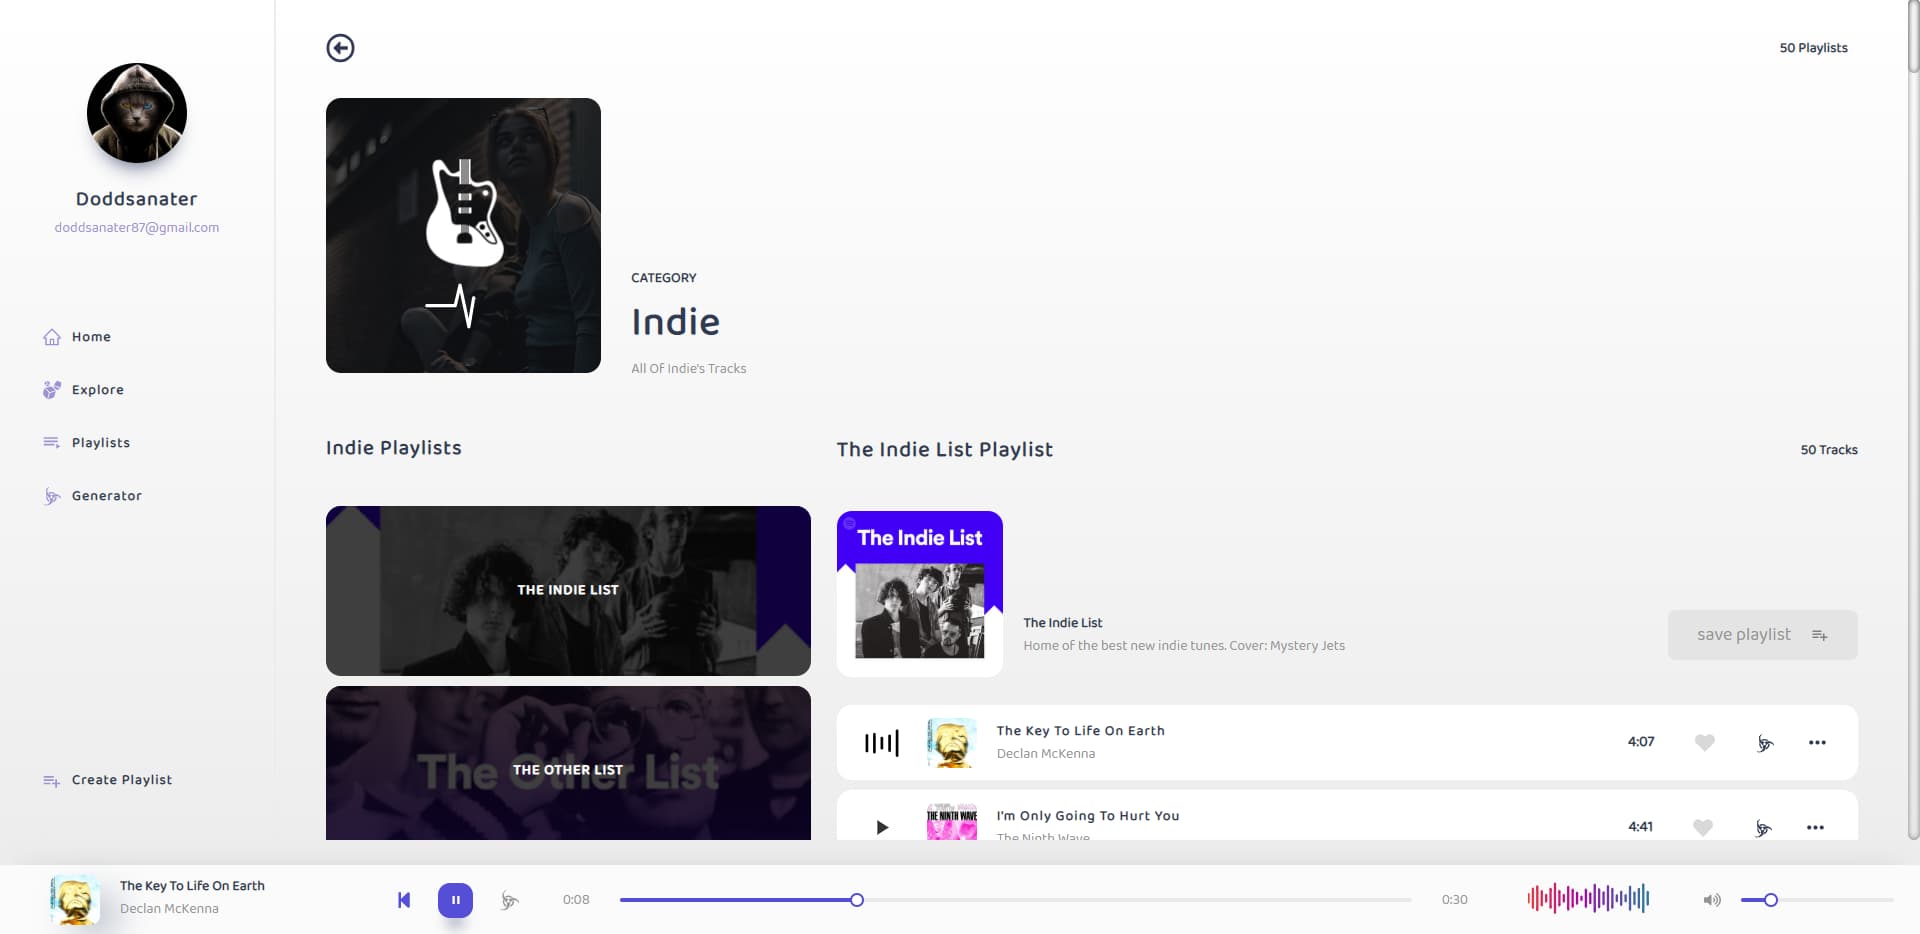 50 Playlists
Doddsanater
doddsanater87@gmail.com
Home
Explore
Playlists
Generator
Create Playlist
CATEGORY
Indie
All Of Indie's Tracks
Indie Playlists
THE INDIE LIST
The Other List
THE OTHER LIST
The Indie List Playlist
50 Tracks
The Indie List
The Indie List
Home of the best new indie tunes. Cover: Mystery Jets
save playlist
The Key To Life On Earth
Declan McKenna
4:07
THE NINTH WAVE
I'm Only Going To Hurt You
The Ninth Wave
4:41
The Key To Life On Earth
Declan McKenna
0:08
0:30